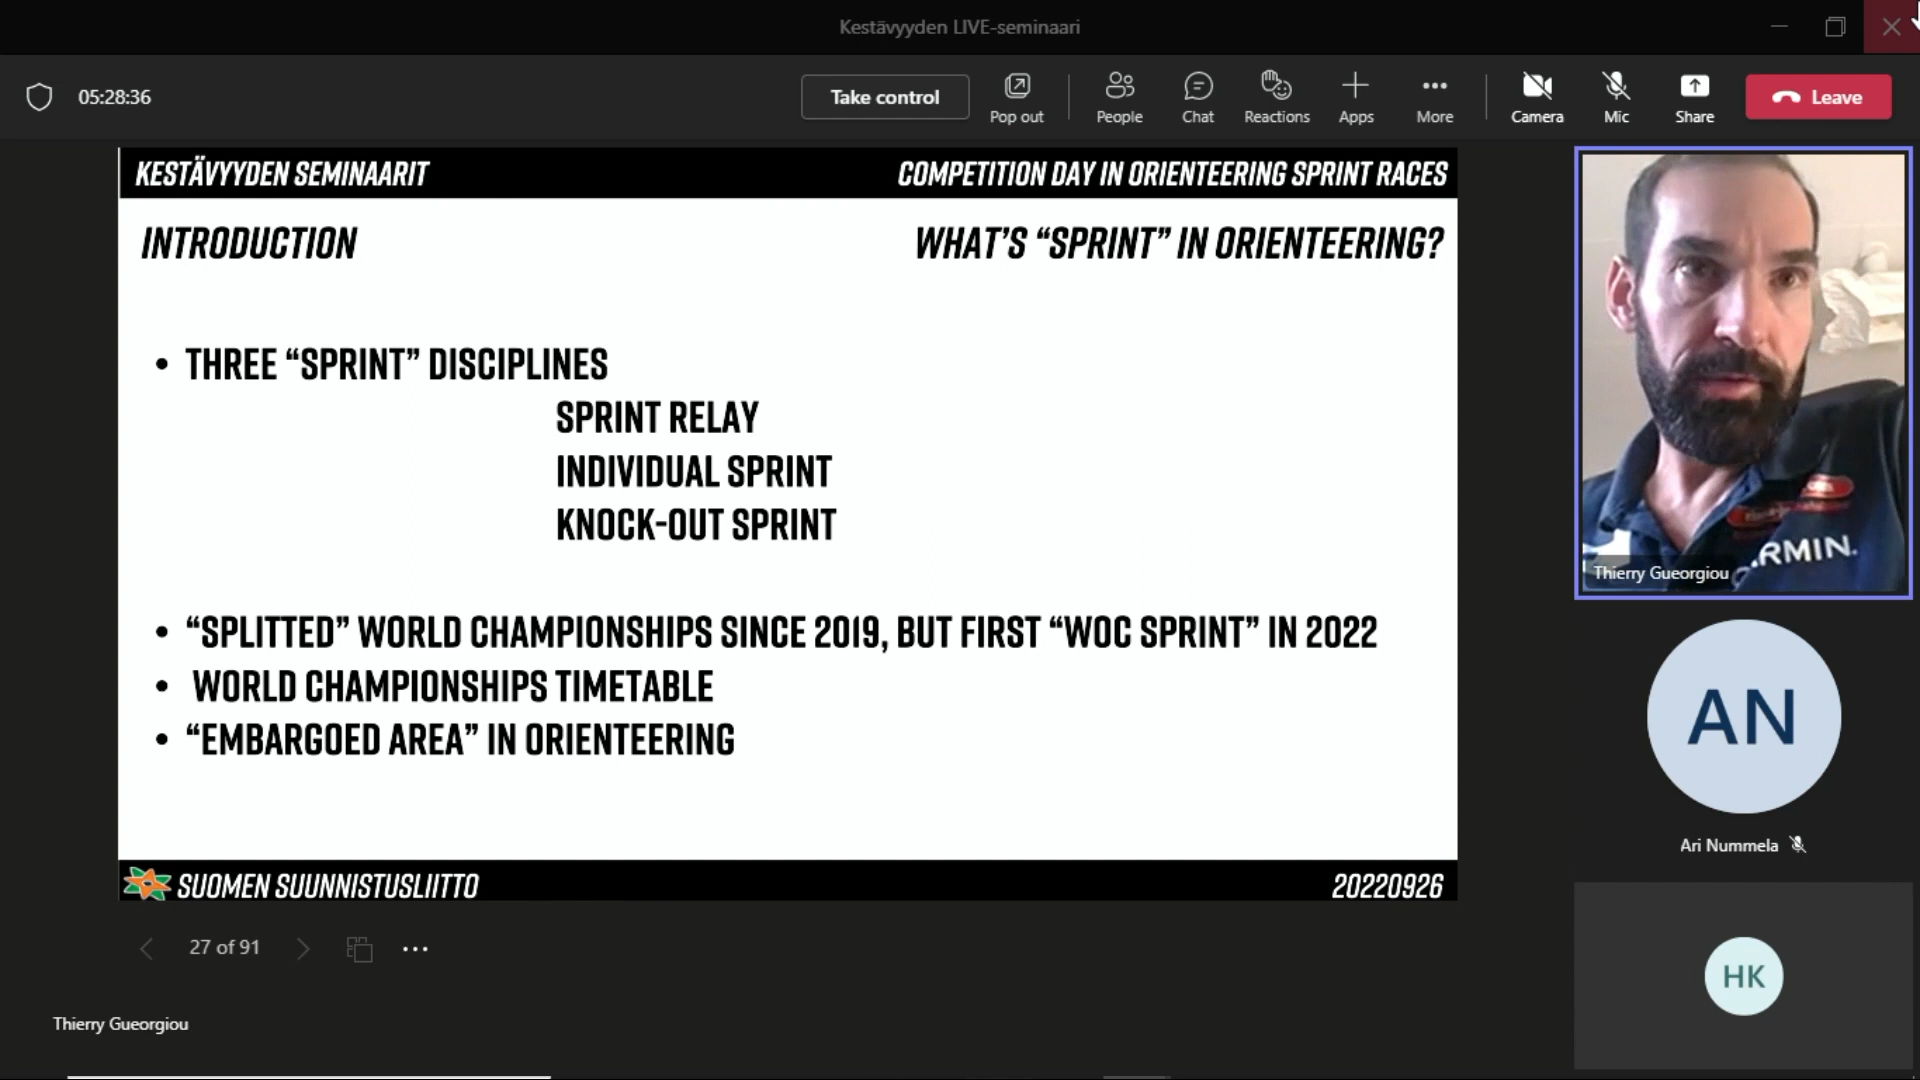 Kestävyyden LIVE-seminaari
05:28:36
Take control
Pop out
People
Chat
Reactions
Apps
More
Camera
Mic
Share
Leave
KESTÄVYYDEN SEMINAARIT
COMPETITION DAY IN ORIENTEERING SPRINT RACES
INTRODUCTION
WHAT'S “SPRINT” IN ORIENTEERING?
• THREE “SPRINT” DISCIPLINES
SPRINT RELAY
INDIVIDUAL SPRINT
KNOCK-OUT SPRINT
• “SPLITTED” WORLD CHAMPIONSHIPS SINCE 2019, BUT FIRST “WOC SPRINT” IN 2022
• WORLD CHAMPIONSHIPS TIMETABLE
• “EMBARGOED AREA” IN ORIENTEERING
SUOMEN SUUNNISTUSLIITTO
20220926
27 of 91
Thierry Gueorgiou
RMIN.
Thierry Gueorgiou
AN
Ari Nummela
HK